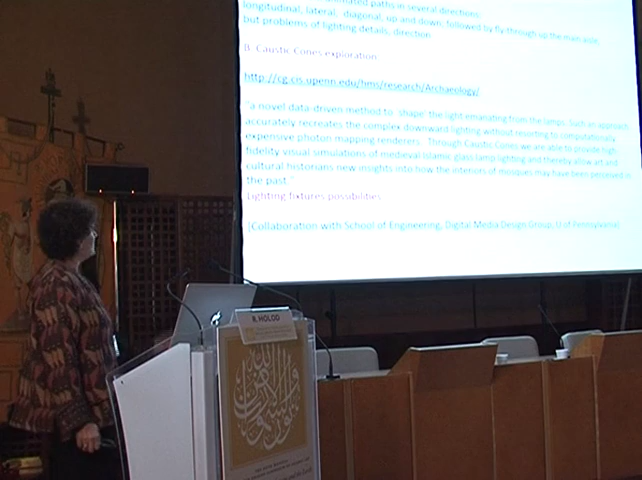 paths in several directions,
longitudinal, lateral, diagonal, up and down, followed by fly through up the main aisle,
but problems of lighting details, direction
B. Caustic Cones exploration
http://cg.cis.upenn.edu/hms/research/Archaeology/
"a novel data driven method to 'shape' the light emanating from the lamps. Such an approach
accurately recreates the complex downward lighting without resorting to computationally
expensive photon mapping renderers. Through Caustic Cones we are able to provide high
fidelity visual simulations of medieval Islamic glass lamp lighting and thereby allow art and
cultural historians new insights into how the interiors of mosques may have been perceived in
the past."
Lighting fixtures possibilities
(Collaboration with School of Engineering, Digital Media Design Group, U of Pennsylvania)
R. HOLOD